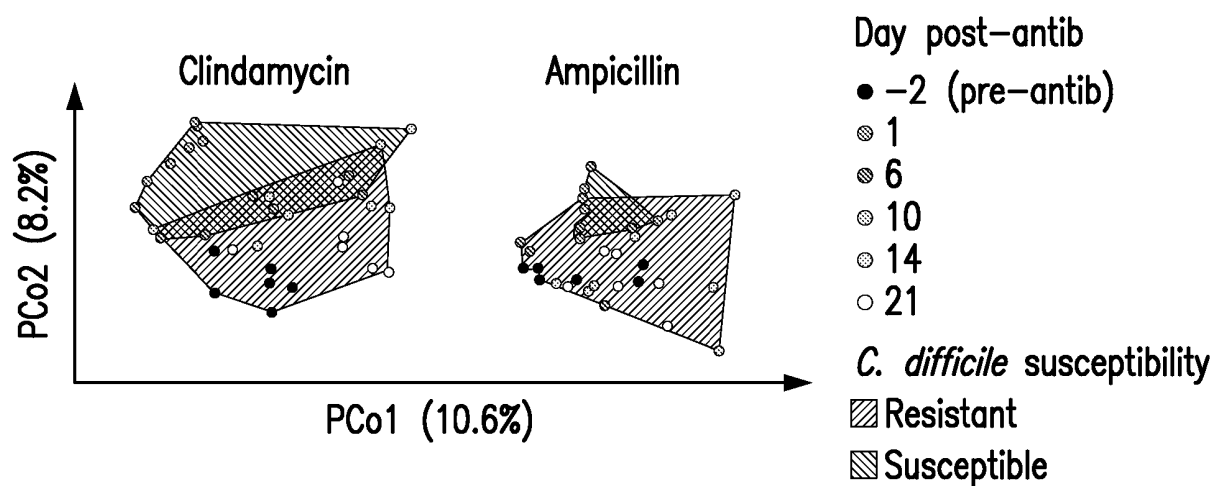 Clindamycin
Ampicillin
PCo2 (8.2%)
PCo1 (10.6%)
Day post-antib
-2 (pre-antib)
1
6
10
14
21
C. difficile susceptibility
Resistant
Susceptible